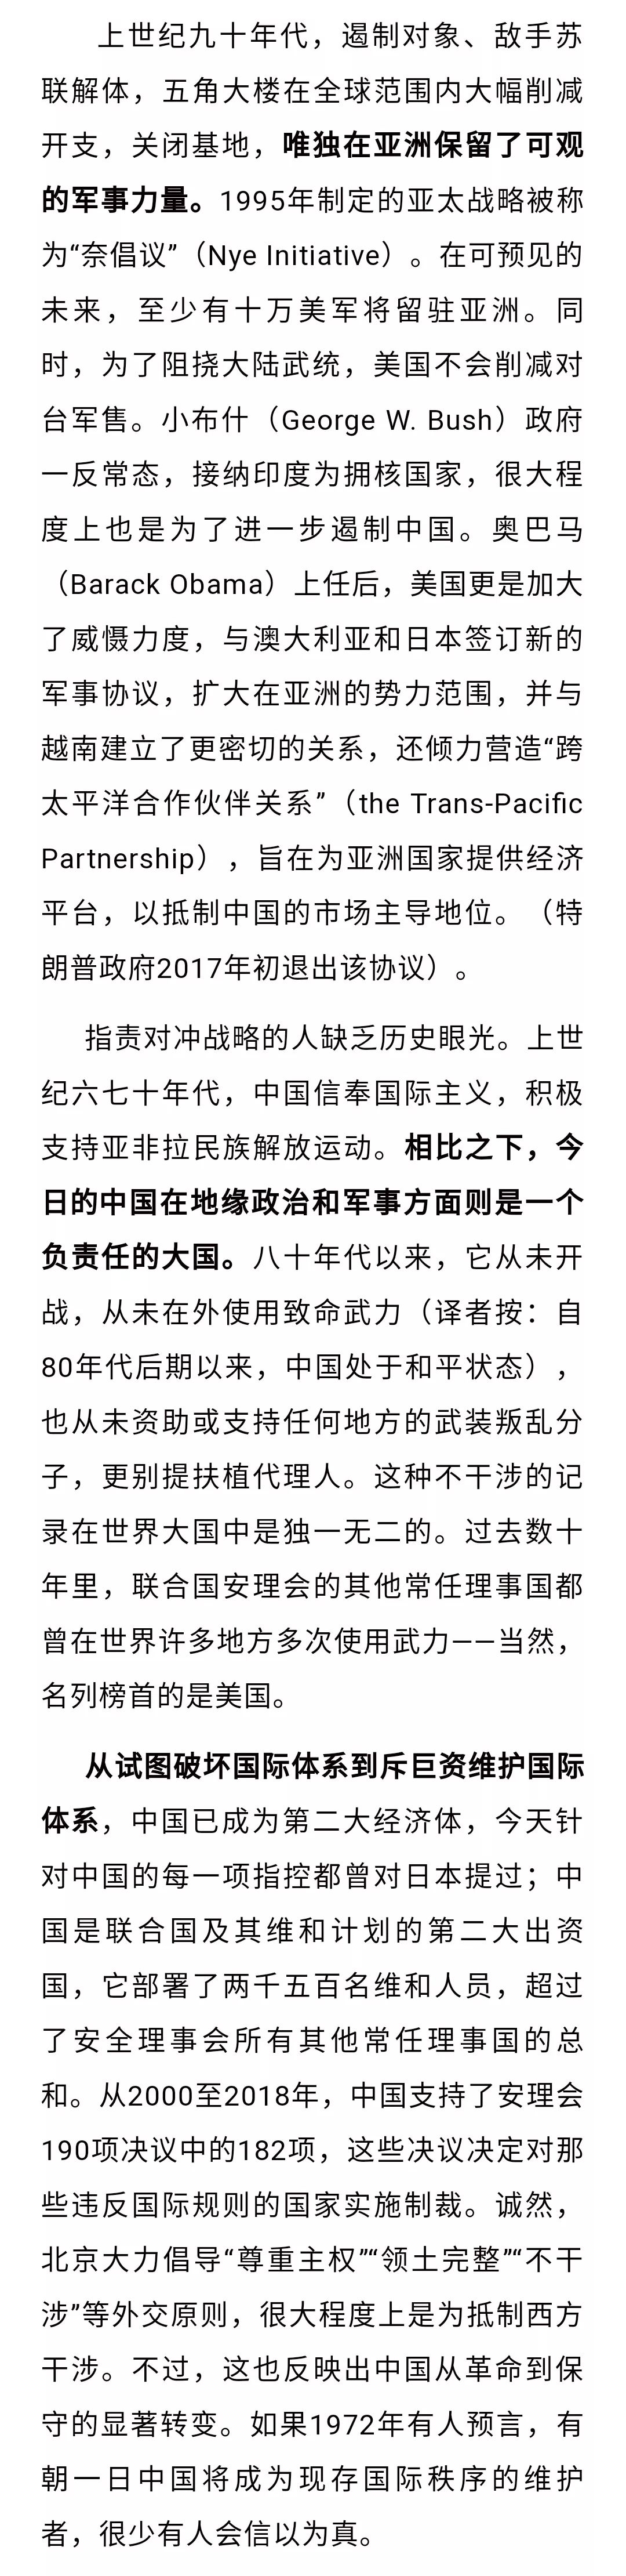 上世纪九十年代，遏制对象、敌手苏
联解体，五角大楼在全球范围内大幅削减
开支，关闭基地，唯独在亚洲保留了可观
的军事力量。1995年制定的亚太战略被称
为“奈倡议”（Nye Initiative）。在可预见的
未来，至少有十万美军将留驻亚洲。同
时，为了阻挠大陆武统，美国不会削减对
台军售。小布什（George W. Bush）政府
一反常态，接纳印度为拥核国家，很大程
度上也是为了进一步遏制中国。奥巴马
（Barack Obama）上任后，美国更是加大
了威慑力度，与澳大利亚和日本签订新的
军事协议，扩大在亚洲的势力范围，并与
越南建立了更密切的关系，还倾力营造“跨
太平洋合作伙伴关系”（the Trans-Pacific
Partnership），旨在为亚洲国家提供经济
平台，以抵制中国的市场主导地位。（特
朗普政府2017年初退出该协议）。
指责对冲战略的人缺乏历史眼光。上世
纪六七十年代，中国信奉国际主义，积极
支持亚非拉民族解放运动。相比之下，今
日的中国在地缘政治和军事方面则是一个
负责任的大国。八十年代以来，它从未开
战，从未在外使用致命武力（译者按：自
80年代后期以来，中国处于和平状态），
也从未资助或支持任何地方的武装叛乱分
子，更别提扶植代理人。这种不干涉的记
录在世界大国中是独一无二的。过去数十
年里，联合国安理会的其他常任理事国都
曾在世界许多地方多次使用武力——当然，
名列榜首的是美国。
从试图破坏国际体系到斥巨资维护国际
体系，中国已成为第二大经济体，今天针
对中国的每一项指控都曾对日本提过；中
国是联合国及其维和计划的第二大出资
国，它部署了两千五百名维和人员，超过
了安全理事会所有其他常任理事国的总
和。从2000至2018年，中国支持了安理会
190项决议中的182项，这些决议决定对那
些违反国际规则的国家实施制裁。诚然，
北京大力倡导“尊重主权”“领土完整”“不干
涉”等外交原则，很大程度上是为抵制西方
干涉。不过，这也反映出中国从革命到保
守的显著转变。如果1972年有人预言，有
朝一日中国将成为现存国际秩序的维护
者，很少有人会信以为真。